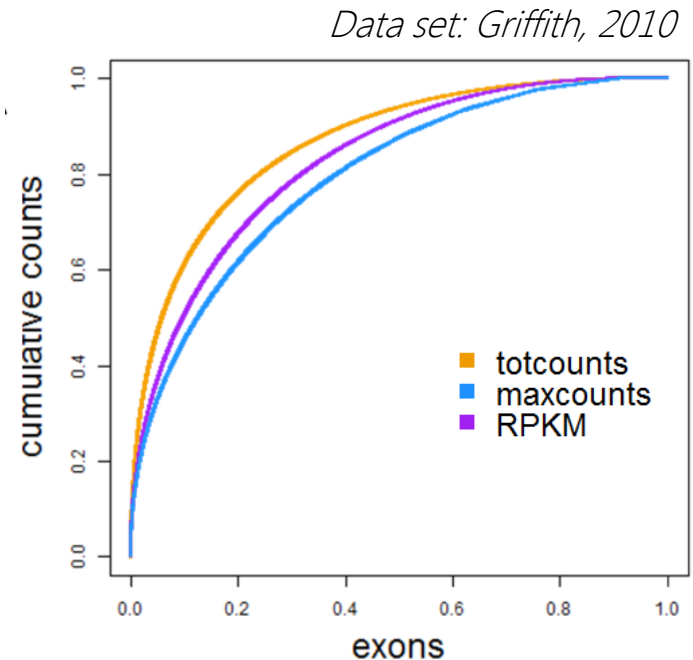 Data set: Griffith, 2010
1.0
0.8
0.6
0.4
0.2
0.0
cumulative counts
totcounts
maxcounts
RPKM
0.0 0.2 0.4 0.6 0.8 1.0
exons